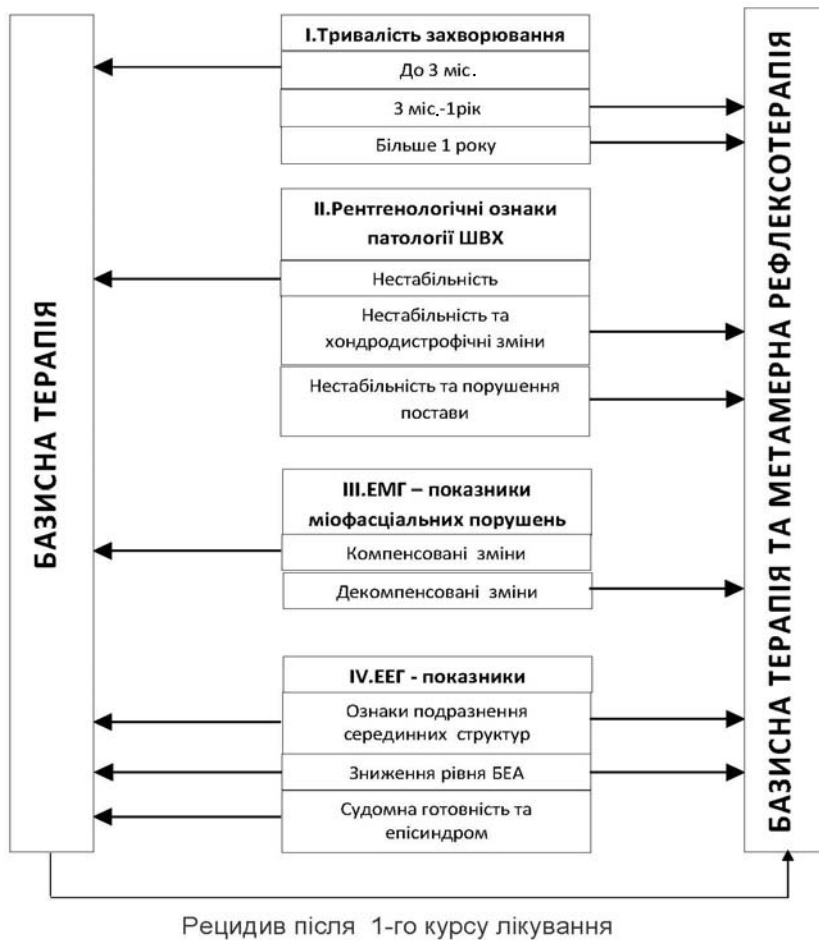 БАЗИСНА ТЕРАПІЯ
І.Тривалість захворювання
До 3 міс.
3 міс.-1рік
Більше 1 року
ІІ.Рентгенологічні ознаки
патології ШВХ
Нестабільність
Нестабільність та
хондродистрофічні зміни
Нестабільність та порушення
постави
ІІІ.ЕМГ – показники
міофасціальних порушень
Компенсовані зміни
Декомпенсовані зміни
IV.ЕЕГ - показники
Ознаки подразнення
серединних структур
Зниження рівня БЕА
Судомна готовність та
епісиндром
БАЗИСНА ТЕРАПІЯ ТА МЕТАМЕРНА РЕФЛЕКСОТЕРАПІЯ
Рецидив після 1-го курсу лікування